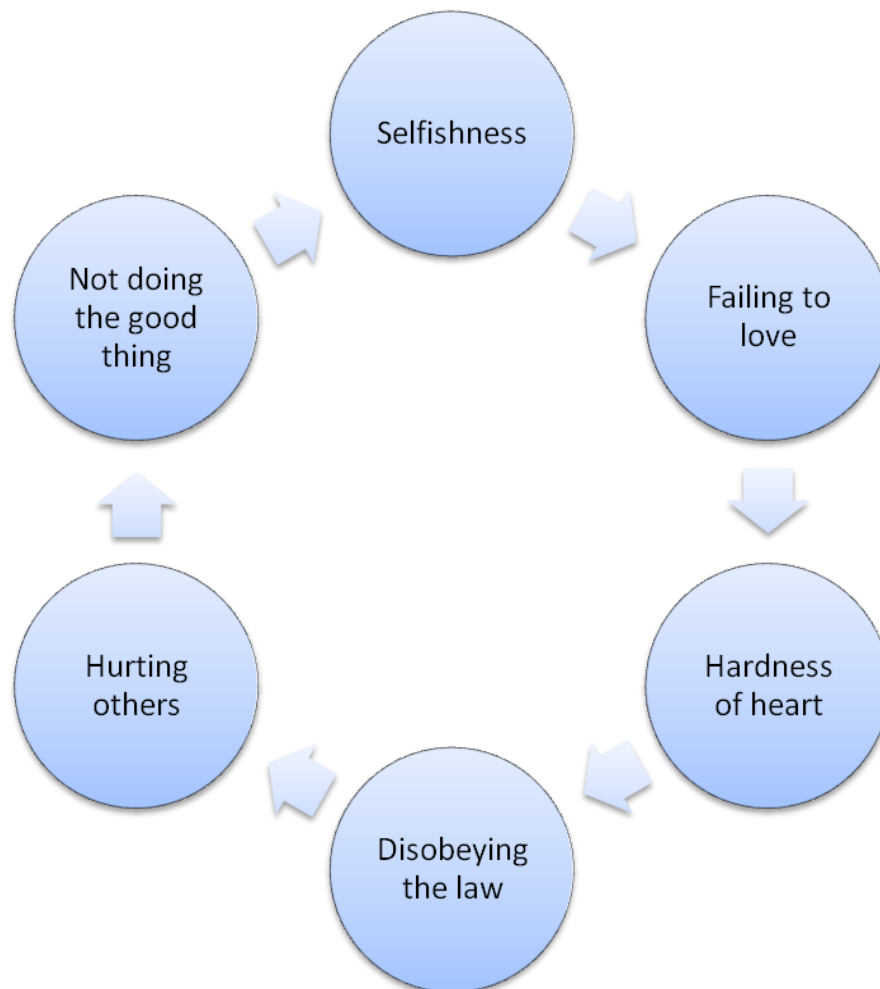 Selfishness
Failing to
love
Hardness
of heart
Disobeying
the law
Hurting
others
Not doing
the good
thing